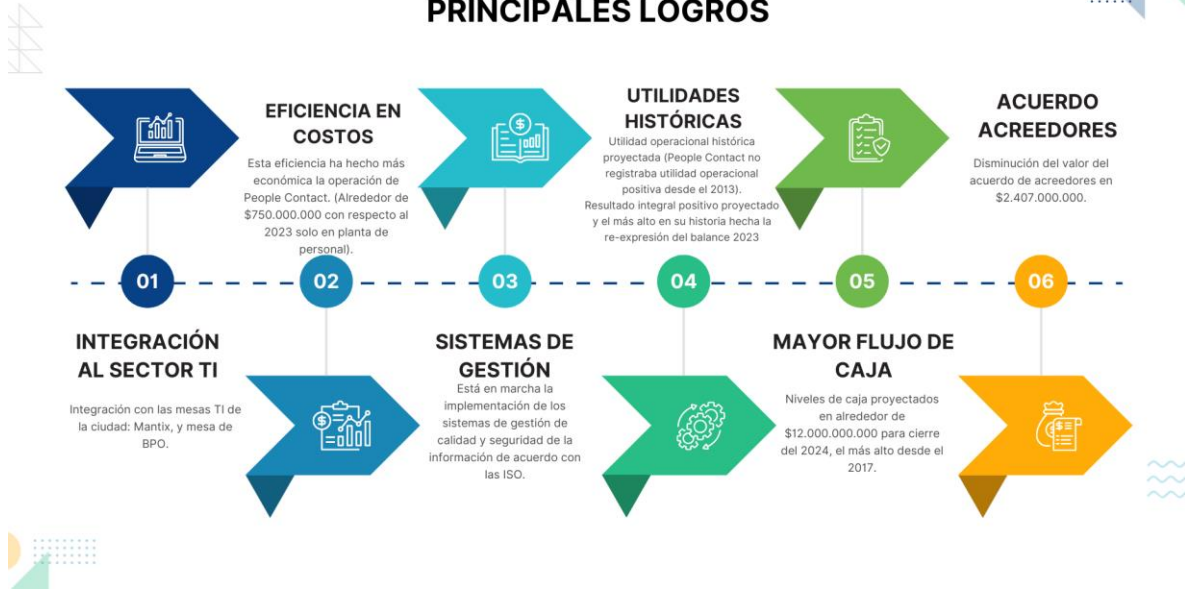 PRINCIPALES LOGROS
01
INTEGRACIÓN
AL SECTOR TI
Integración con las mesas TI de
la ciudad: Mantix, y mesa de
BPO.
EFICIENCIA EN
COSTOS
Esta eficiencia ha hecho más
económica la operación de
People Contact. (Alrededor de
$750.000.000 con respecto al
2023 solo en planta de
personal).
02
03
SISTEMAS DE
GESTIÓN
Está en marcha la
implementación de los
sistemas de gestión de
calidad y seguridad de la
información de acuerdo con
las ISO.
UTILIDADES
HISTÓRICAS
Utilidad operacional histórica
proyectada (People Contact no
registraba utilidad operacional
positiva desde el 2013).
Resultado integral positivo proyectado
y el más alto en su historia hecha la
re-expresión del balance 2023
04
05
MAYOR FLUJO DE
CAJA
Niveles de caja proyectados
en alrededor de
$12.000.000.000 para cierre
del 2024, el más alto desde el
2017.
ACUERDO
ACREEDORES
Disminución del valor del
acuerdo de acreedores en
$2.407.000.000.
06